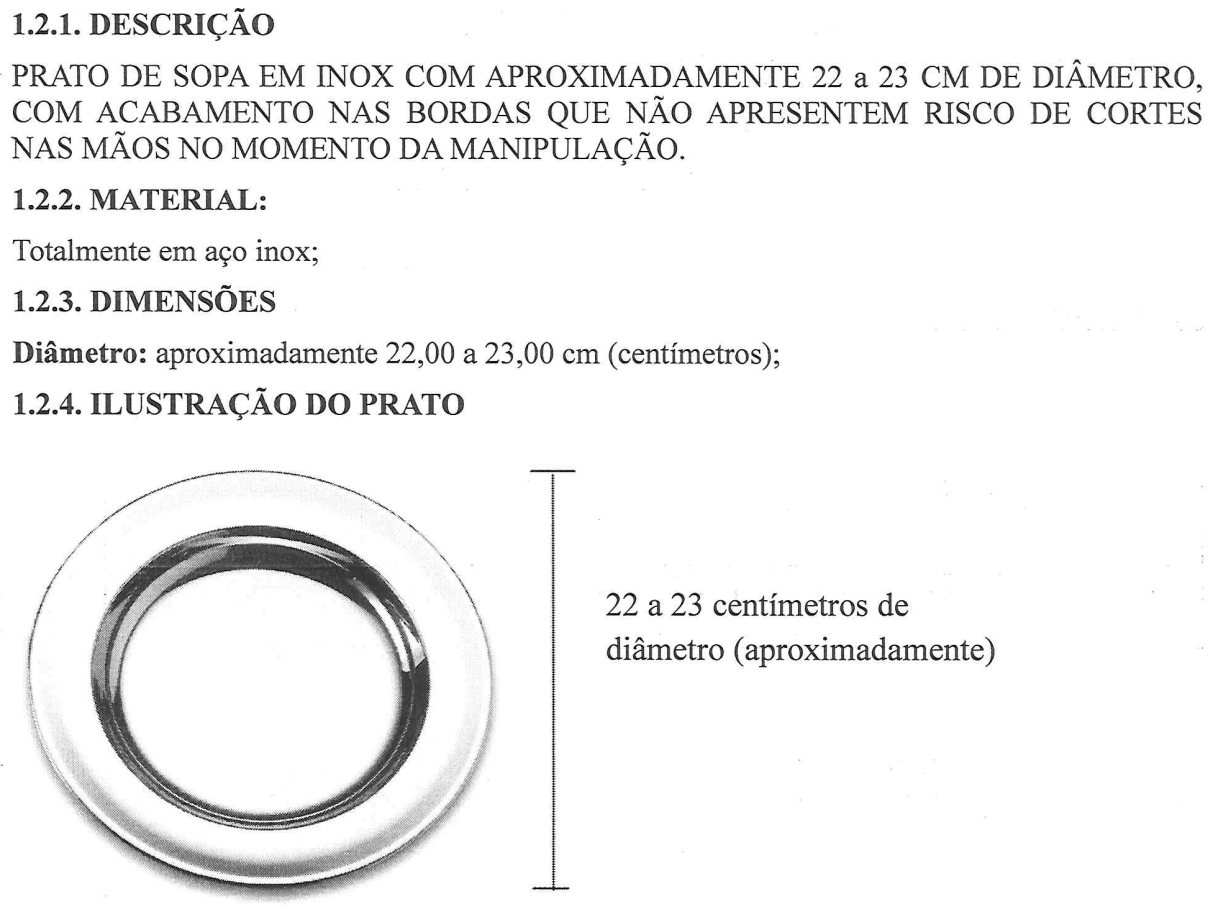 1.2.1. DESCRIÇÃO
PRATO DE SOPA EM INOX COM APROXIMADAMENTE 22 a 23 CM DE DIÂMETRO,
COM ACABAMENTO NAS BORDAS QUE NÃO APRESENTEM RISCO DE CORTES
NAS MÃOS NO MOMENTO DA MANIPULAÇÃO.
1.2.2. MATERIAL:
Totalmente em aço inox;
1.2.3. DIMENSÕES
Diâmetro: aproximadamente 22,00 a 23,00 cm (centímetros);
1.2.4. ILUSTRAÇÃO DO PRATO
22 a 23 centímetros de
diâmetro (aproximadamente)